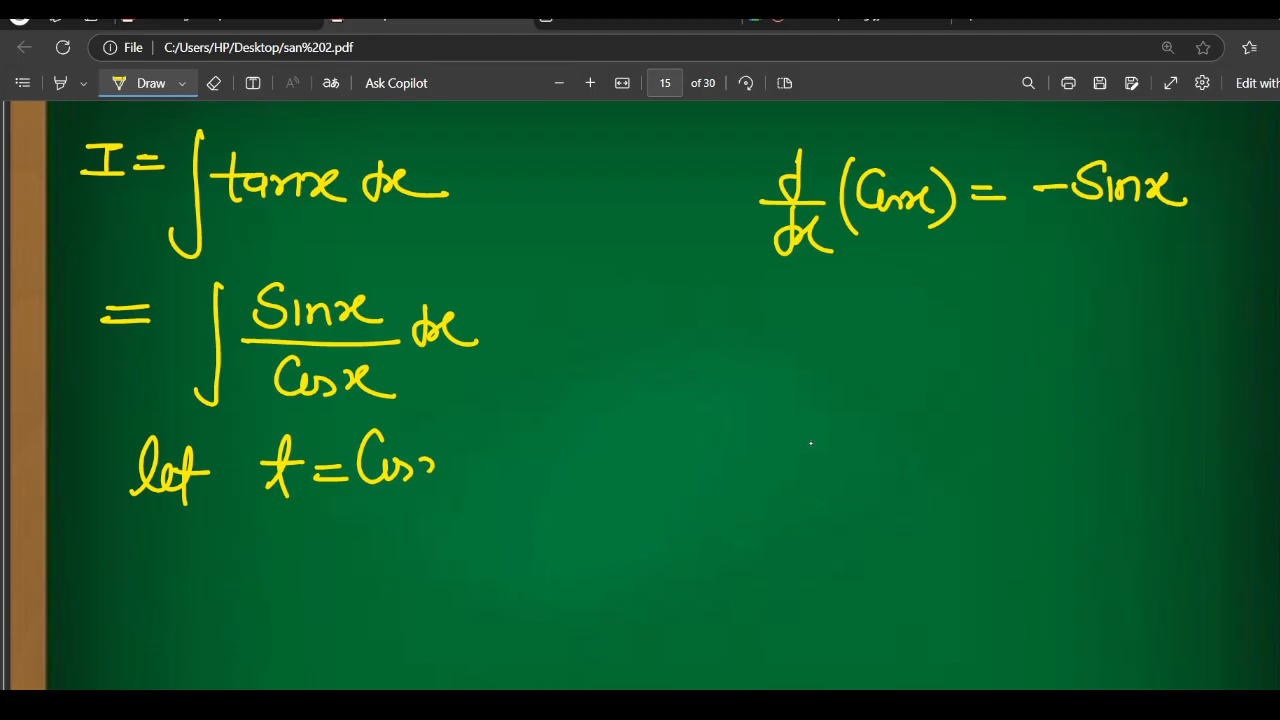 File C:/Users/HP/Desktop/san%202.pdf
Draw Ask Copilot 15 of 30 Edit with
I = ∫ tanx dx
d/dx (Cosx) = -Sinx
= ∫ Sinx/Cosx dx
let t = Cos